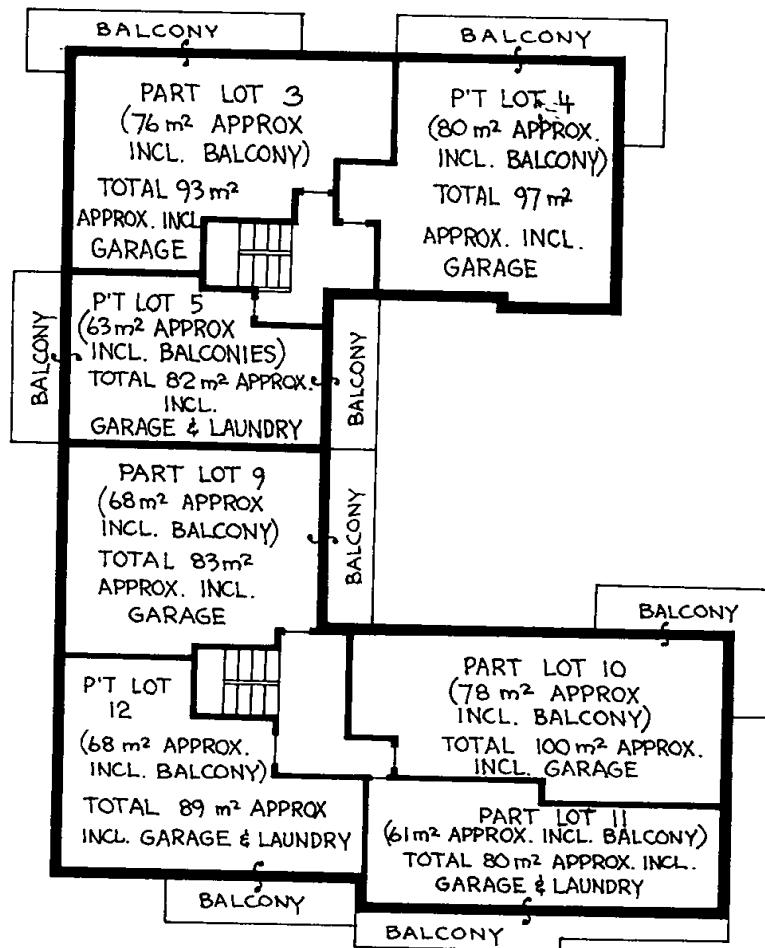 BALCONY
BALCONY
PART LOT 3
(76 m² APPROX
INCL. BALCONY)
TOTAL 93 m²
APPROX. INCL
GARAGE
P'T LOT 4
(80 m² APPROX.
INCL. BALCONY)
TOTAL 97 m²
APPROX. INCL.
GARAGE
BALCONY
P'T LOT 5
(63 m² APPROX
INCL. BALCONIES)
TOTAL 82 m² APPROX.
INCL.
GARAGE & LAUNDRY
BALCONY
PART LOT 9
(68 m² APPROX
INCL. BALCONY)
TOTAL 83 m²
APPROX. INCL.
GARAGE
BALCONY
BALCONY
PART LOT 10
(78 m² APPROX
INCL. BALCONY)
TOTAL 100 m² APPROX.
INCL. GARAGE
P'T LOT
12
(68 m² APPROX.
INCL. BALCONY)
TOTAL 89 m² APPROX
INCL. GARAGE & LAUNDRY
PART LOT 11
(61 m² APPROX. INCL. BALCONY)
TOTAL 80 m² APPROX. INCL.
GARAGE & LAUNDRY
BALCONY
BALCONY